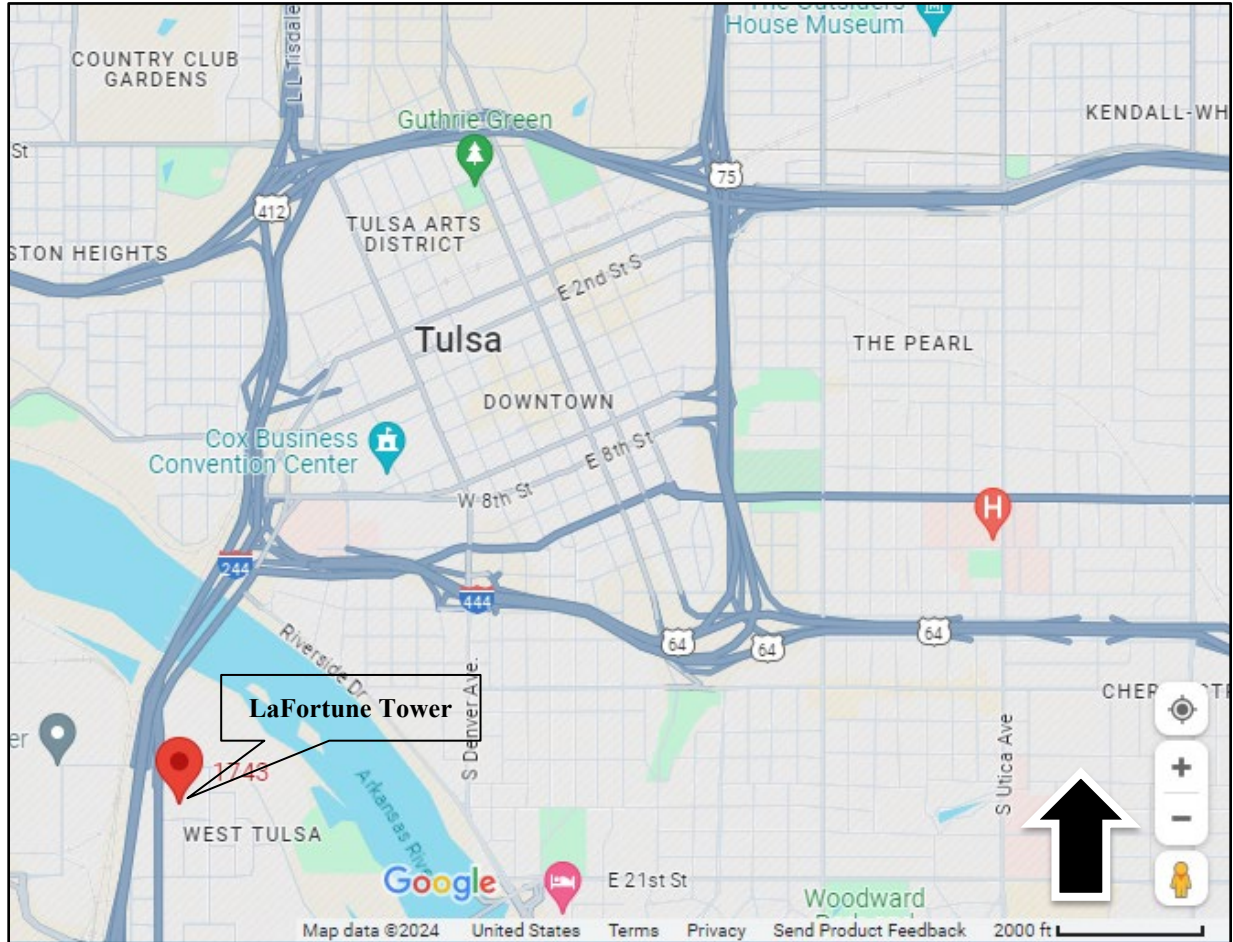 The Outsiders
House Museum
COUNTRY CLUB
GARDENS
L L Tisdale
KENDALL-WH
Guthrie Green
St
75
412
TULSA ARTS
DISTRICT
STON HEIGHTS
E 2nd St S
Tulsa
THE PEARL
DOWNTOWN
Cox Business
Convention Center
E 8th St
W 8th St
H
244
444
64
64
64
Riverside Dr
S Denver Ave.
CHER
LaFortune Tower
er
1743
S Utica Ave
Arkansas River
WEST TULSA
Google
E 21st St
Woodward
Map data ©2024 United States Terms Privacy Send Product Feedback 2000 ft